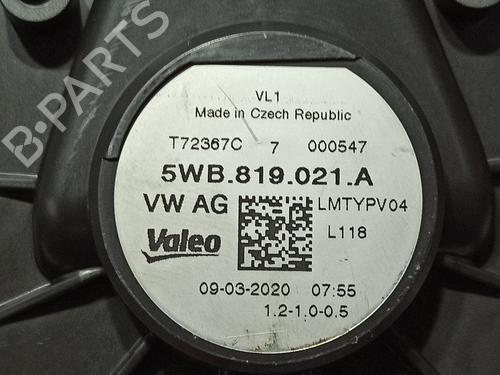 B-PARTS
VL1
Made in Czech Republic
T72367C 7 000547
5WB.819.021.A
VW AG LMTYPV04
Valeo L118
09-03-2020 07:55
1.2-1.0-0.5